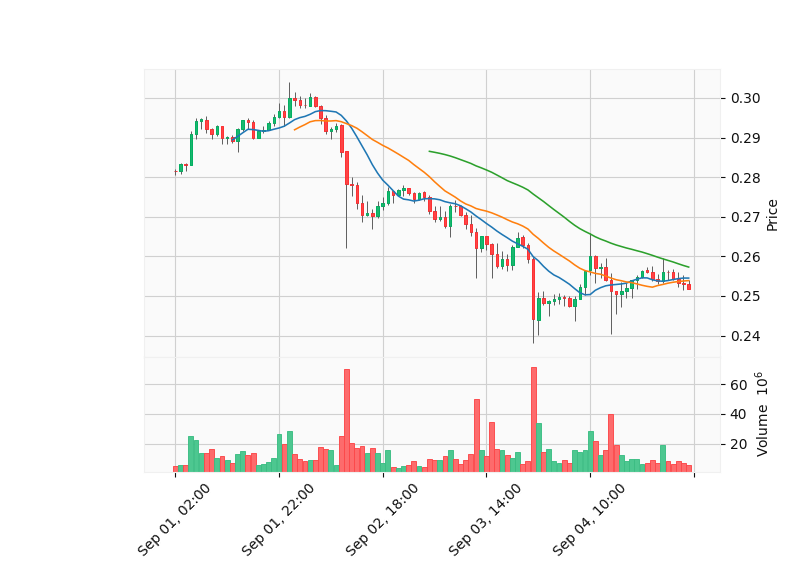 0.30
0.29
0.28
0.27
0.26
0.25
0.24
Price
60
40
20
Volume 10^6
Sep 01, 02:00
Sep 01, 22:00
Sep 02, 18:00
Sep 03, 14:00
Sep 04, 10:00